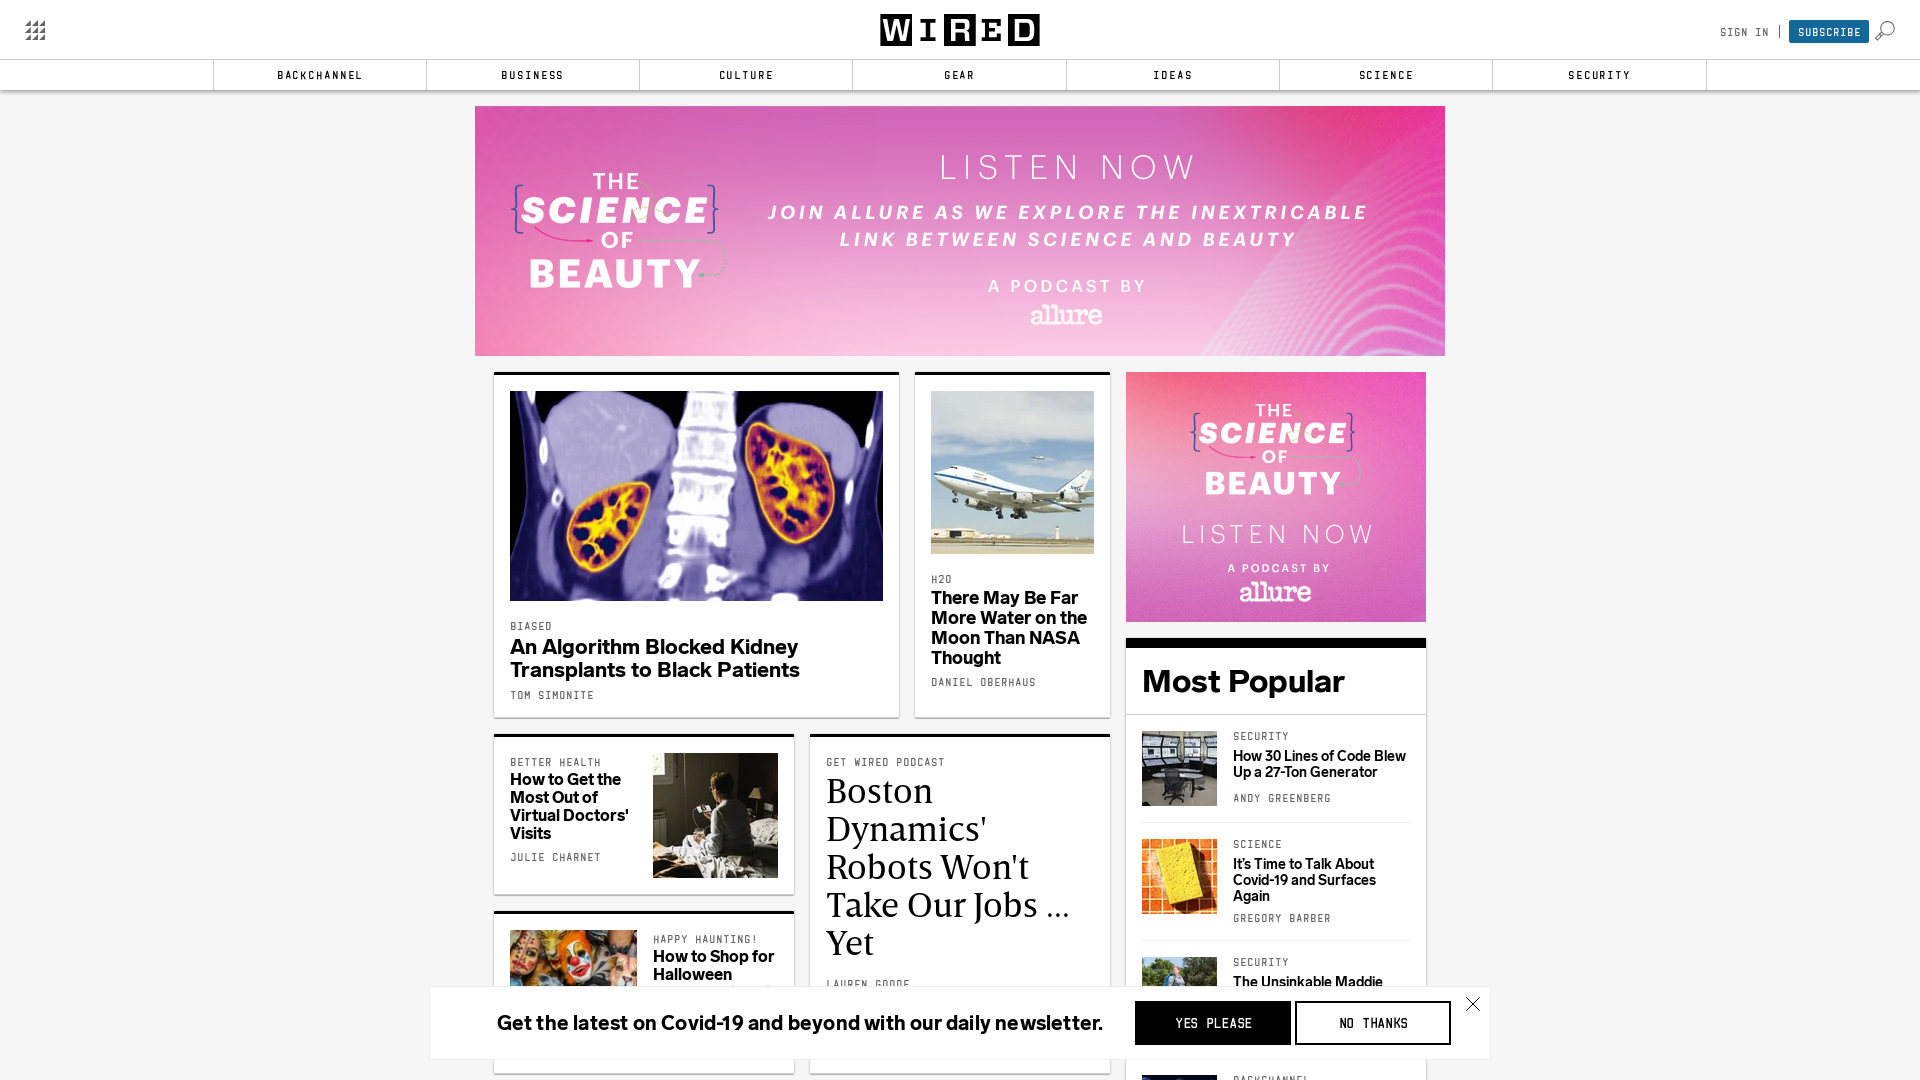 WIRED
SIGN IN
SUBSCRIBE
BACKCHANNEL
BUSINESS
CULTURE
GEAR
IDEAS
SCIENCE
SECURITY
THE
{SCIENCE}
OF
BEAUTY
LISTEN NOW
JOIN ALLURE AS WE EXPLORE THE INEXTRICABLE
LINK BETWEEN SCIENCE AND BEAUTY
A PODCAST BY
allure
BIASED
An Algorithm Blocked Kidney
Transplants to Black Patients
TOM SIMONITE
NASA
H2O
There May Be Far
More Water on the
Moon Than NASA
Thought
DANIEL OBERHAUS
THE
{SCIENCE}
OF
BEAUTY
LISTEN NOW
A PODCAST BY
allure
Most Popular
SECURITY
How 30 Lines of Code Blew
Up a 27-Ton Generator
ANDY GREENBERG
SCIENCE
It's Time to Talk About
Covid-19 and Surfaces
Again
GREGORY BARBER
SECURITY
The Unsinkable Maddie
BACKCHANNEL
BETTER HEALTH
How to Get the
Most Out of
Virtual Doctors'
Visits
JULIE CHARNET
GET WIRED PODCAST
Boston
Dynamics'
Robots Won't
Take Our Jobs ...
Yet
LAUREN GOODE
HAPPY HAUNTING!
How to Shop for
Halloween
Get the latest on Covid-19 and beyond with our daily newsletter.
YES PLEASE
NO THANKS